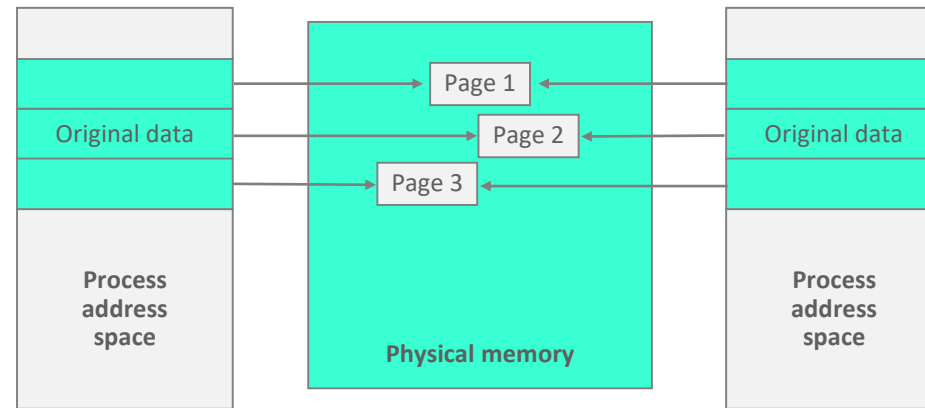 Page 1
Original data
Page 2
Original data
Page 3
Process
address
space
Physical memory
Process
address
space